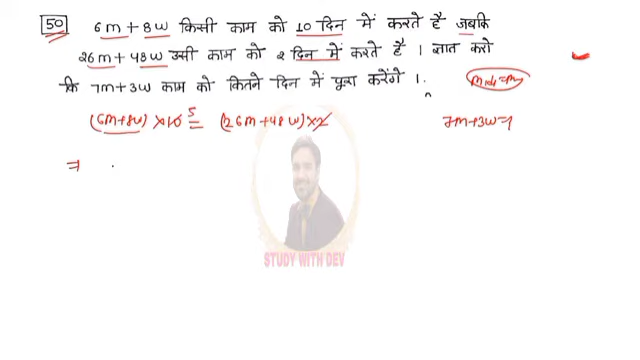 50 6m + 8w किसी काम को 10 दिन में करते है जबकि
26m + 48w उसी काम को 2 दिन में करते है । ज्ञात करो
कि 7m + 3w काम को कितने दिन में पूरा करेंगे ।
(6m+8w) ×10 5 = (26m+48w) ×2 7m+3w=?
⇒
STUDY WITH DEV